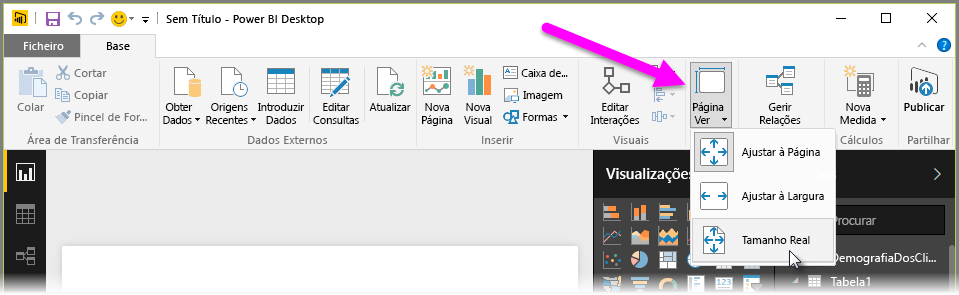 Sem Título - Power BI Desktop
Ficheiro
Base
Colar
Cortar
Copiar
Pincel de For...
Área de Transferência
Obter
Dados
Origens
Recentes
Introduzir
Dados
Editar
Consultas
Atualizar
Dados Externos
Nova
Página
Novo
Visual
Caixa de...
Imagem
Formas
Inserir
Editar
Interações
Visuais
Página
Ver
Gerir
Relações
Nova
Medida
Cálculos
Publicar
Partilhar
Ajustar à Página
Ajustar à Largura
Tamanho Real
Visualizações
Procurar
DemografiaDosCli...
Tabela1